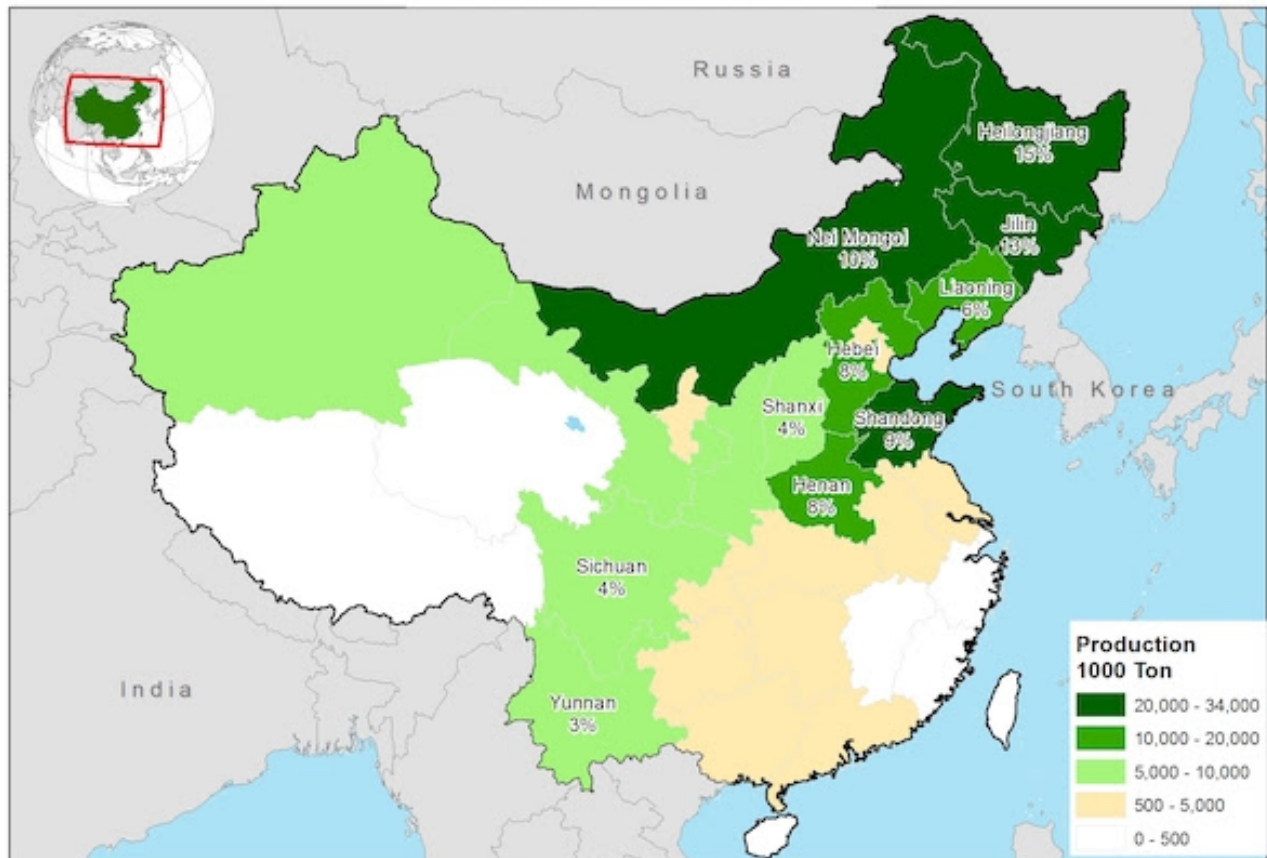 Russia
Mongolia
Heilongjiang
15%
Jilin
13%
Nei Mongol
10%
Liaoning
6%
Hebei
8%
South Korea
Shanxi
4%
Shandong
9%
Henan
8%
Sichuan
4%
India
Yunnan
3%
Production
1000 Ton
20,000 - 34,000
10,000 - 20,000
5,000 - 10,000
500 - 5,000
0 - 500